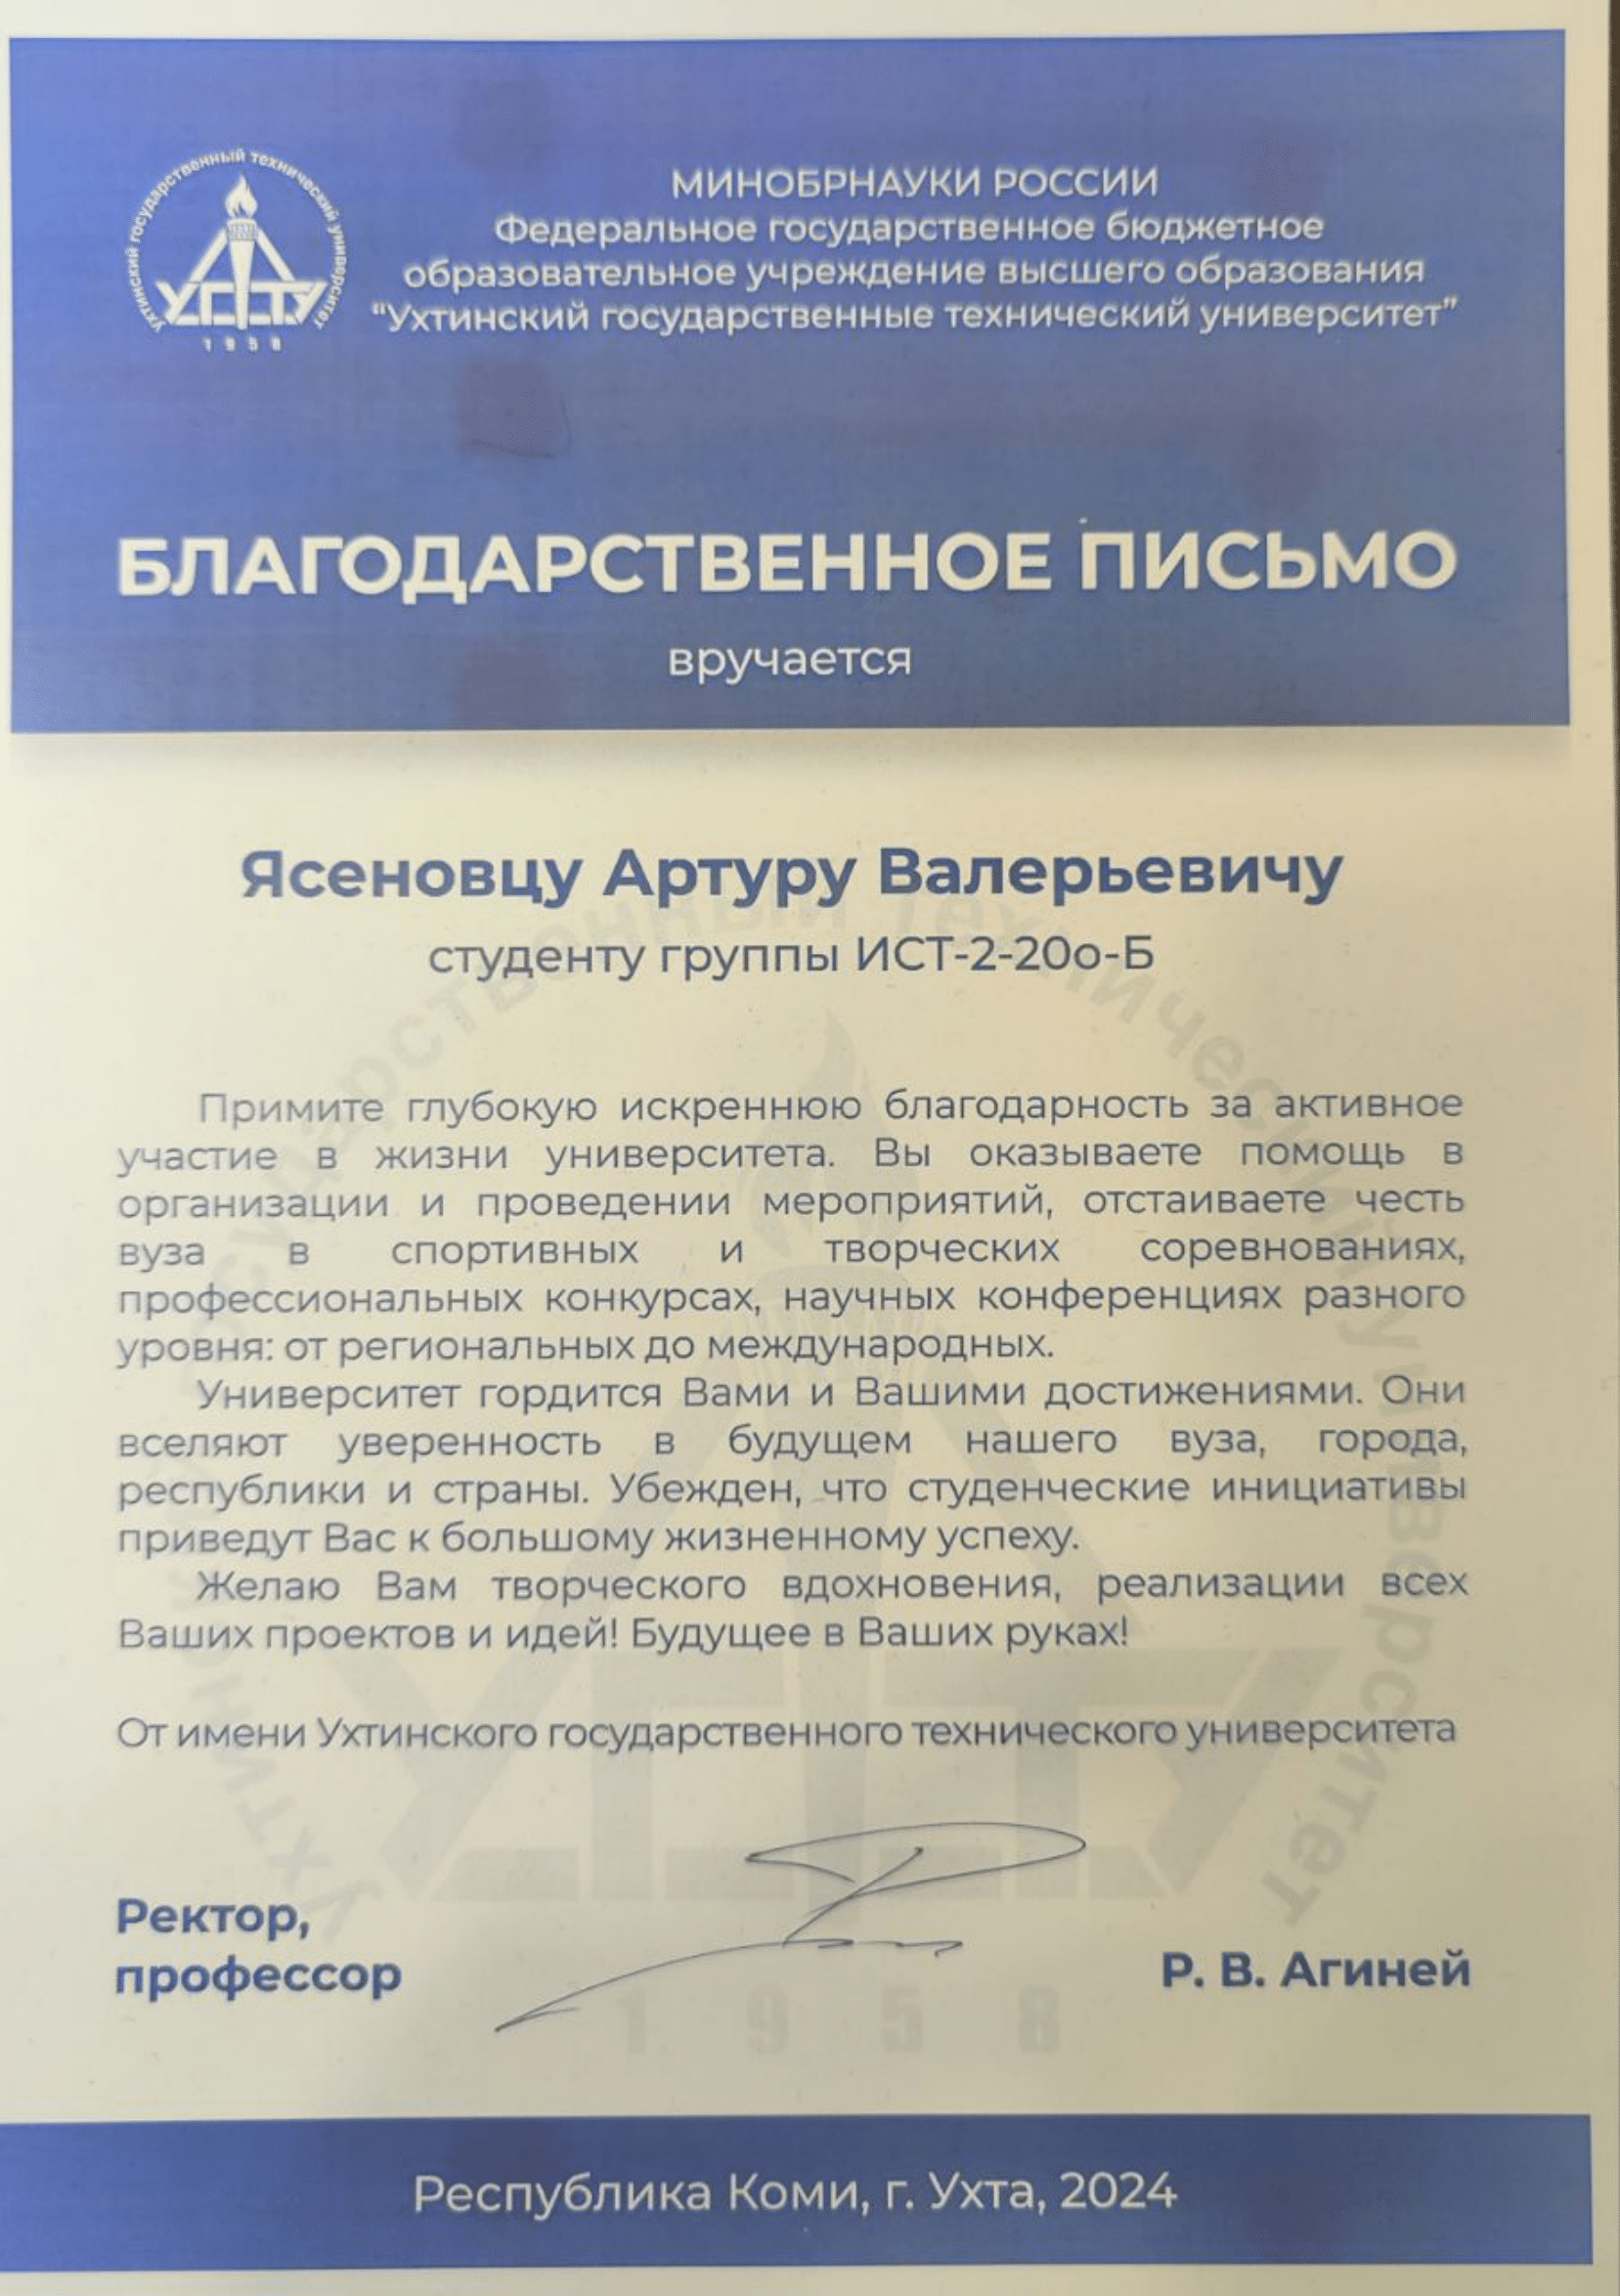 Ухтинский государственный технический университет
УГТУ
1958
МИНОБРНАУКИ РОССИИ
Федеральное государственное бюджетное
образовательное учреждение высшего образования
“Ухтинский государственные технический университет”
БЛАГОДАРСТВЕННОЕ ПИСЬМО
вручается
Ясеновцу Артуру Валерьевичу
студенту группы ИСТ-2-20о-Б
Примите глубокую искреннюю благодарность за активное
участие в жизни университета. Вы оказываете помощь в
организации и проведении мероприятий, отстаиваете честь
вуза в спортивных и творческих соревнованиях,
профессиональных конкурсах, научных конференциях разного
уровня: от региональных до международных.
Университет гордится Вами и Вашими достижениями. Они
вселяют уверенность в будущем нашего вуза, города,
республики и страны. Убежден, что студенческие инициативы
приведут Вас к большому жизненному успеху.
Желаю Вам творческого вдохновения, реализации всех
Ваших проектов и идей! Будущее в Ваших руках!
От имени Ухтинского государственного технического университета
Ректор,
профессор
Р. В. Агиней
1958
Республика Коми, г. Ухта, 2024